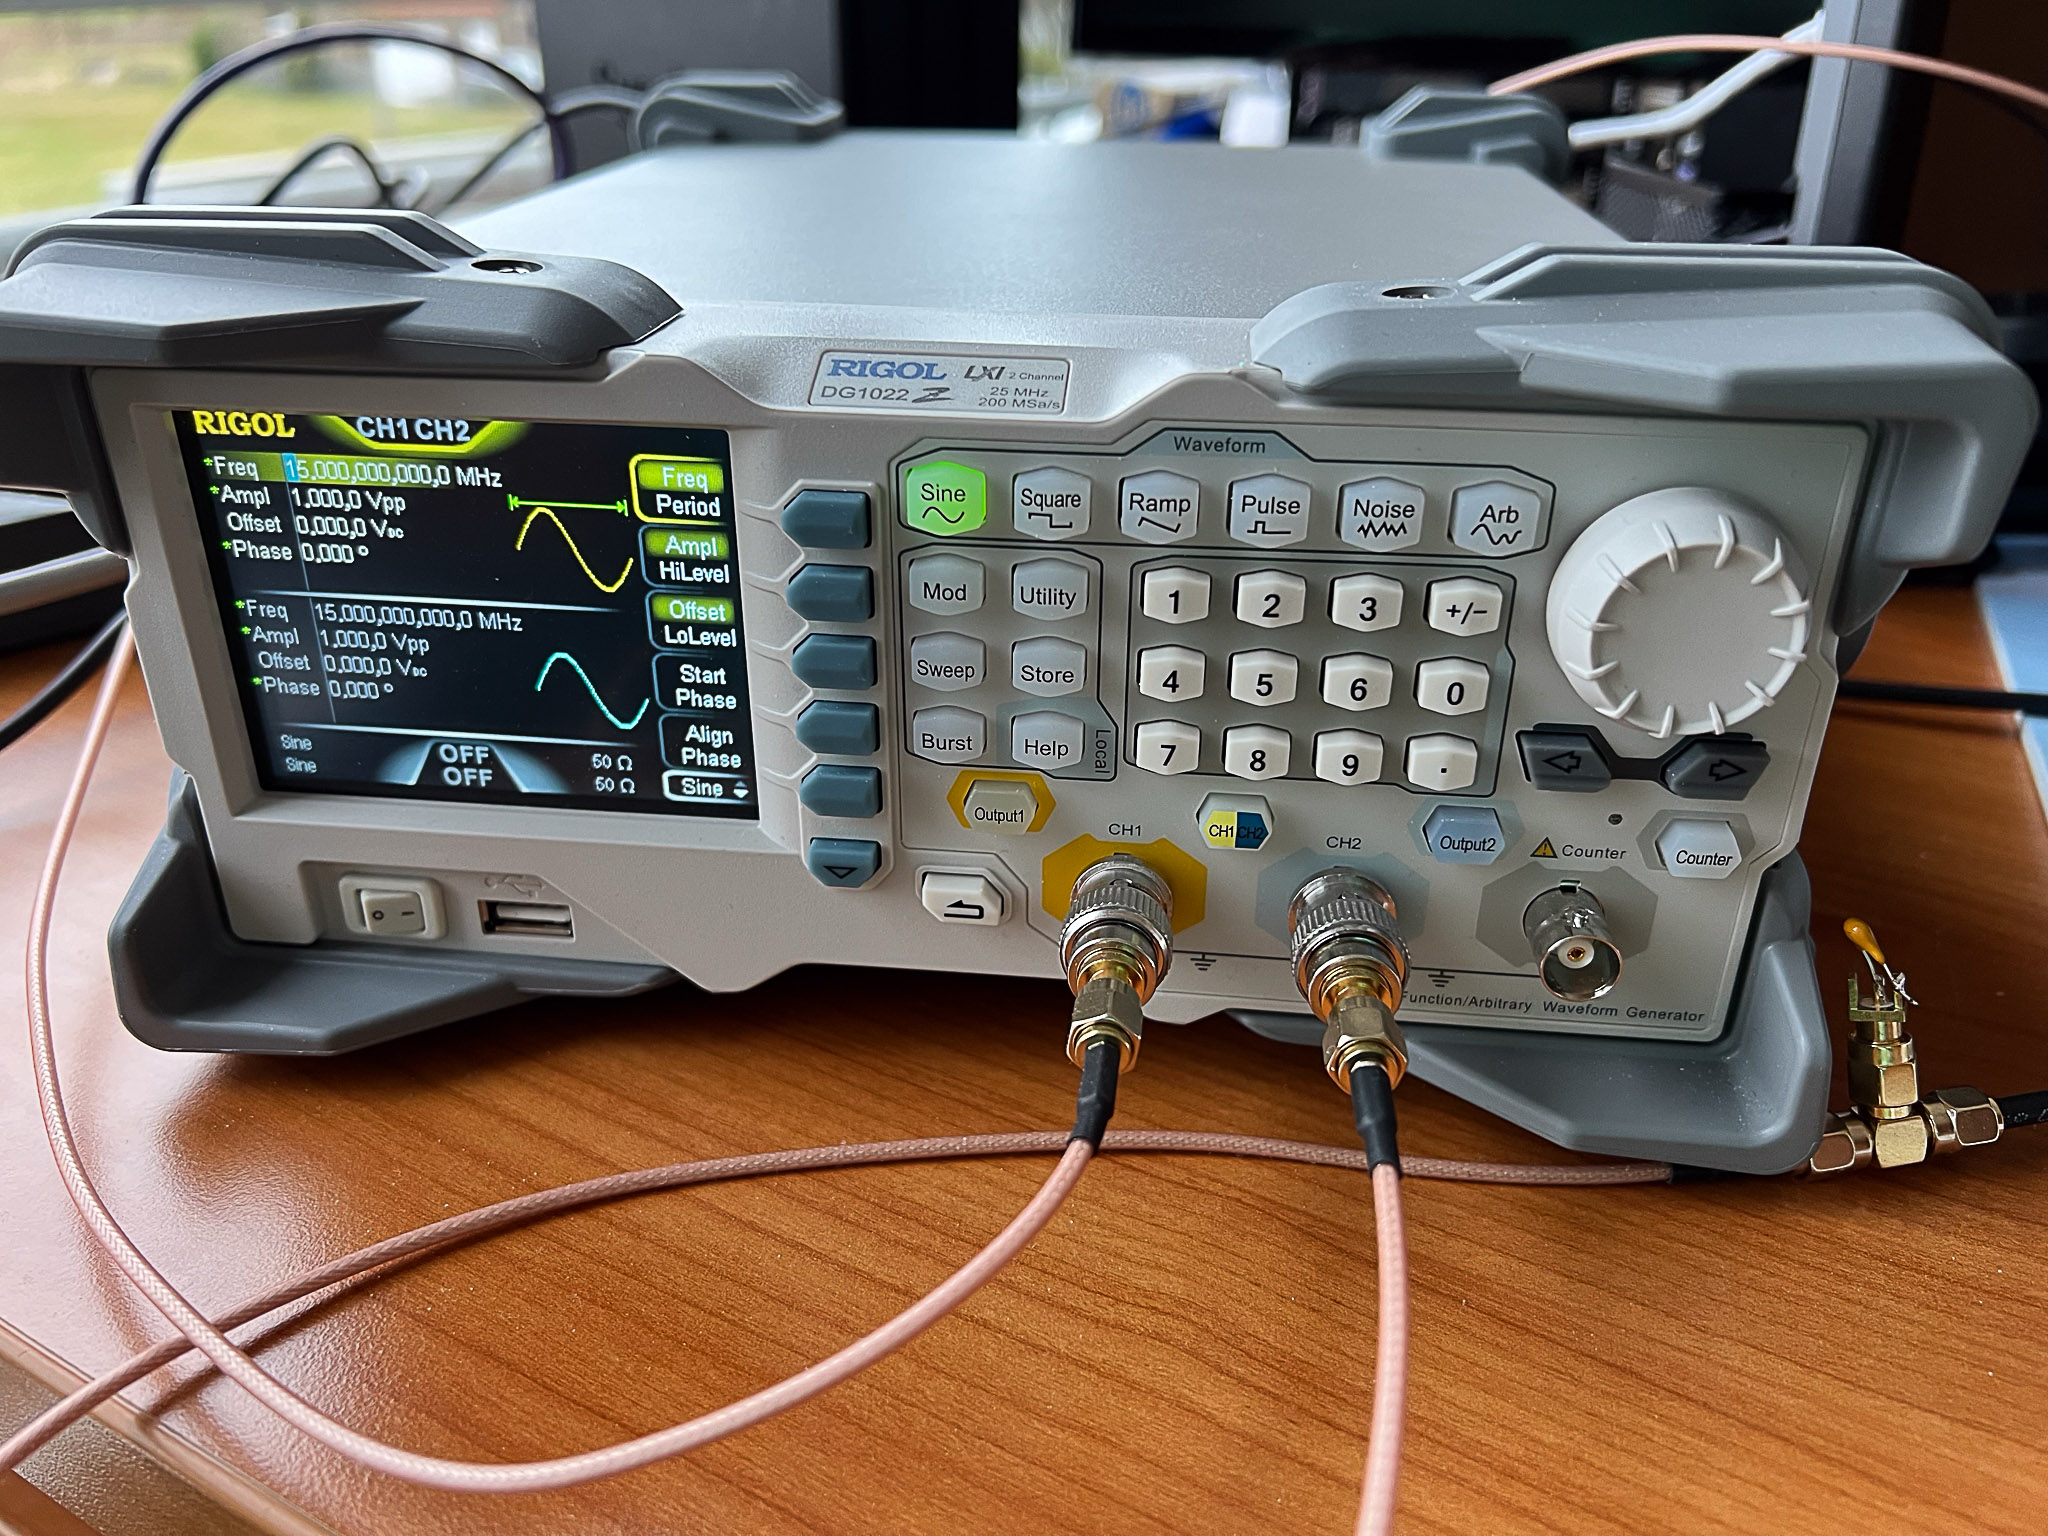 RIGOL LXI 2 Channel
DG1022 Z 25 MHz
200 MSa/s
RIGOL CH1 CH2
*Freq 15,000,000,000,0 MHz
*Ampl 1,000,0 Vpp
Offset 0,000,0 VDC
*Phase 0,000 °
*Freq 15,000,000,000,0 MHz
*Ampl 1,000,0 Vpp
Offset 0,000,0 VDC
*Phase 0,000 °
Sine OFF 50 Ω
Sine OFF 50 Ω
Freq
Period
Ampl
HiLevel
Offset
LoLevel
Start
Phase
Align
Phase
Sine
Waveform
Sine Square Ramp Pulse Noise Arb
Mod Utility
Sweep Store
Burst Help
Local
1 2 3 +/-
4 5 6 0
7 8 9 .
Output1 CH1 CH2 Output2
CH1 CH2 Counter Counter
Function/Arbitrary Waveform Generator